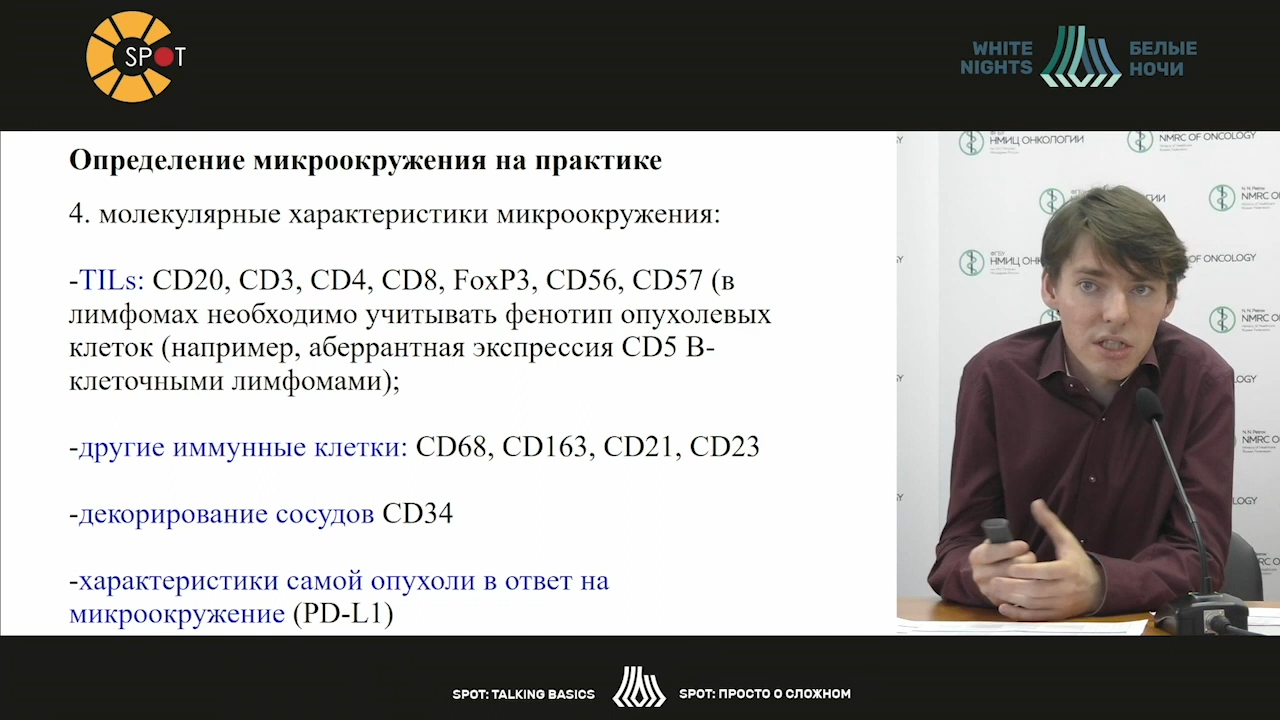 SPOT
WHITE
NIGHTS
БЕЛЫЕ
НОЧИ
Определение микроокружения на практике
4. молекулярные характеристики микроокружения:
-TILs: CD20, CD3, CD4, CD8, FoxP3, CD56, CD57 (в
лимфомах необходимо учитывать фенотип опухолевых
клеток (например, аберрантная экспрессия CD5 В-
клеточными лимфомами);
-другие иммунные клетки: CD68, CD163, CD21, CD23
-декорирование сосудов CD34
-характеристики самой опухоли в ответ на
микроокружение (PD-L1)
НМИЦ ОНКОЛОГИИ
NMRC OF ONCOLOGY
SPOT: TALKING BASICS
SPOT: ПРОСТО О СЛОЖНОМ